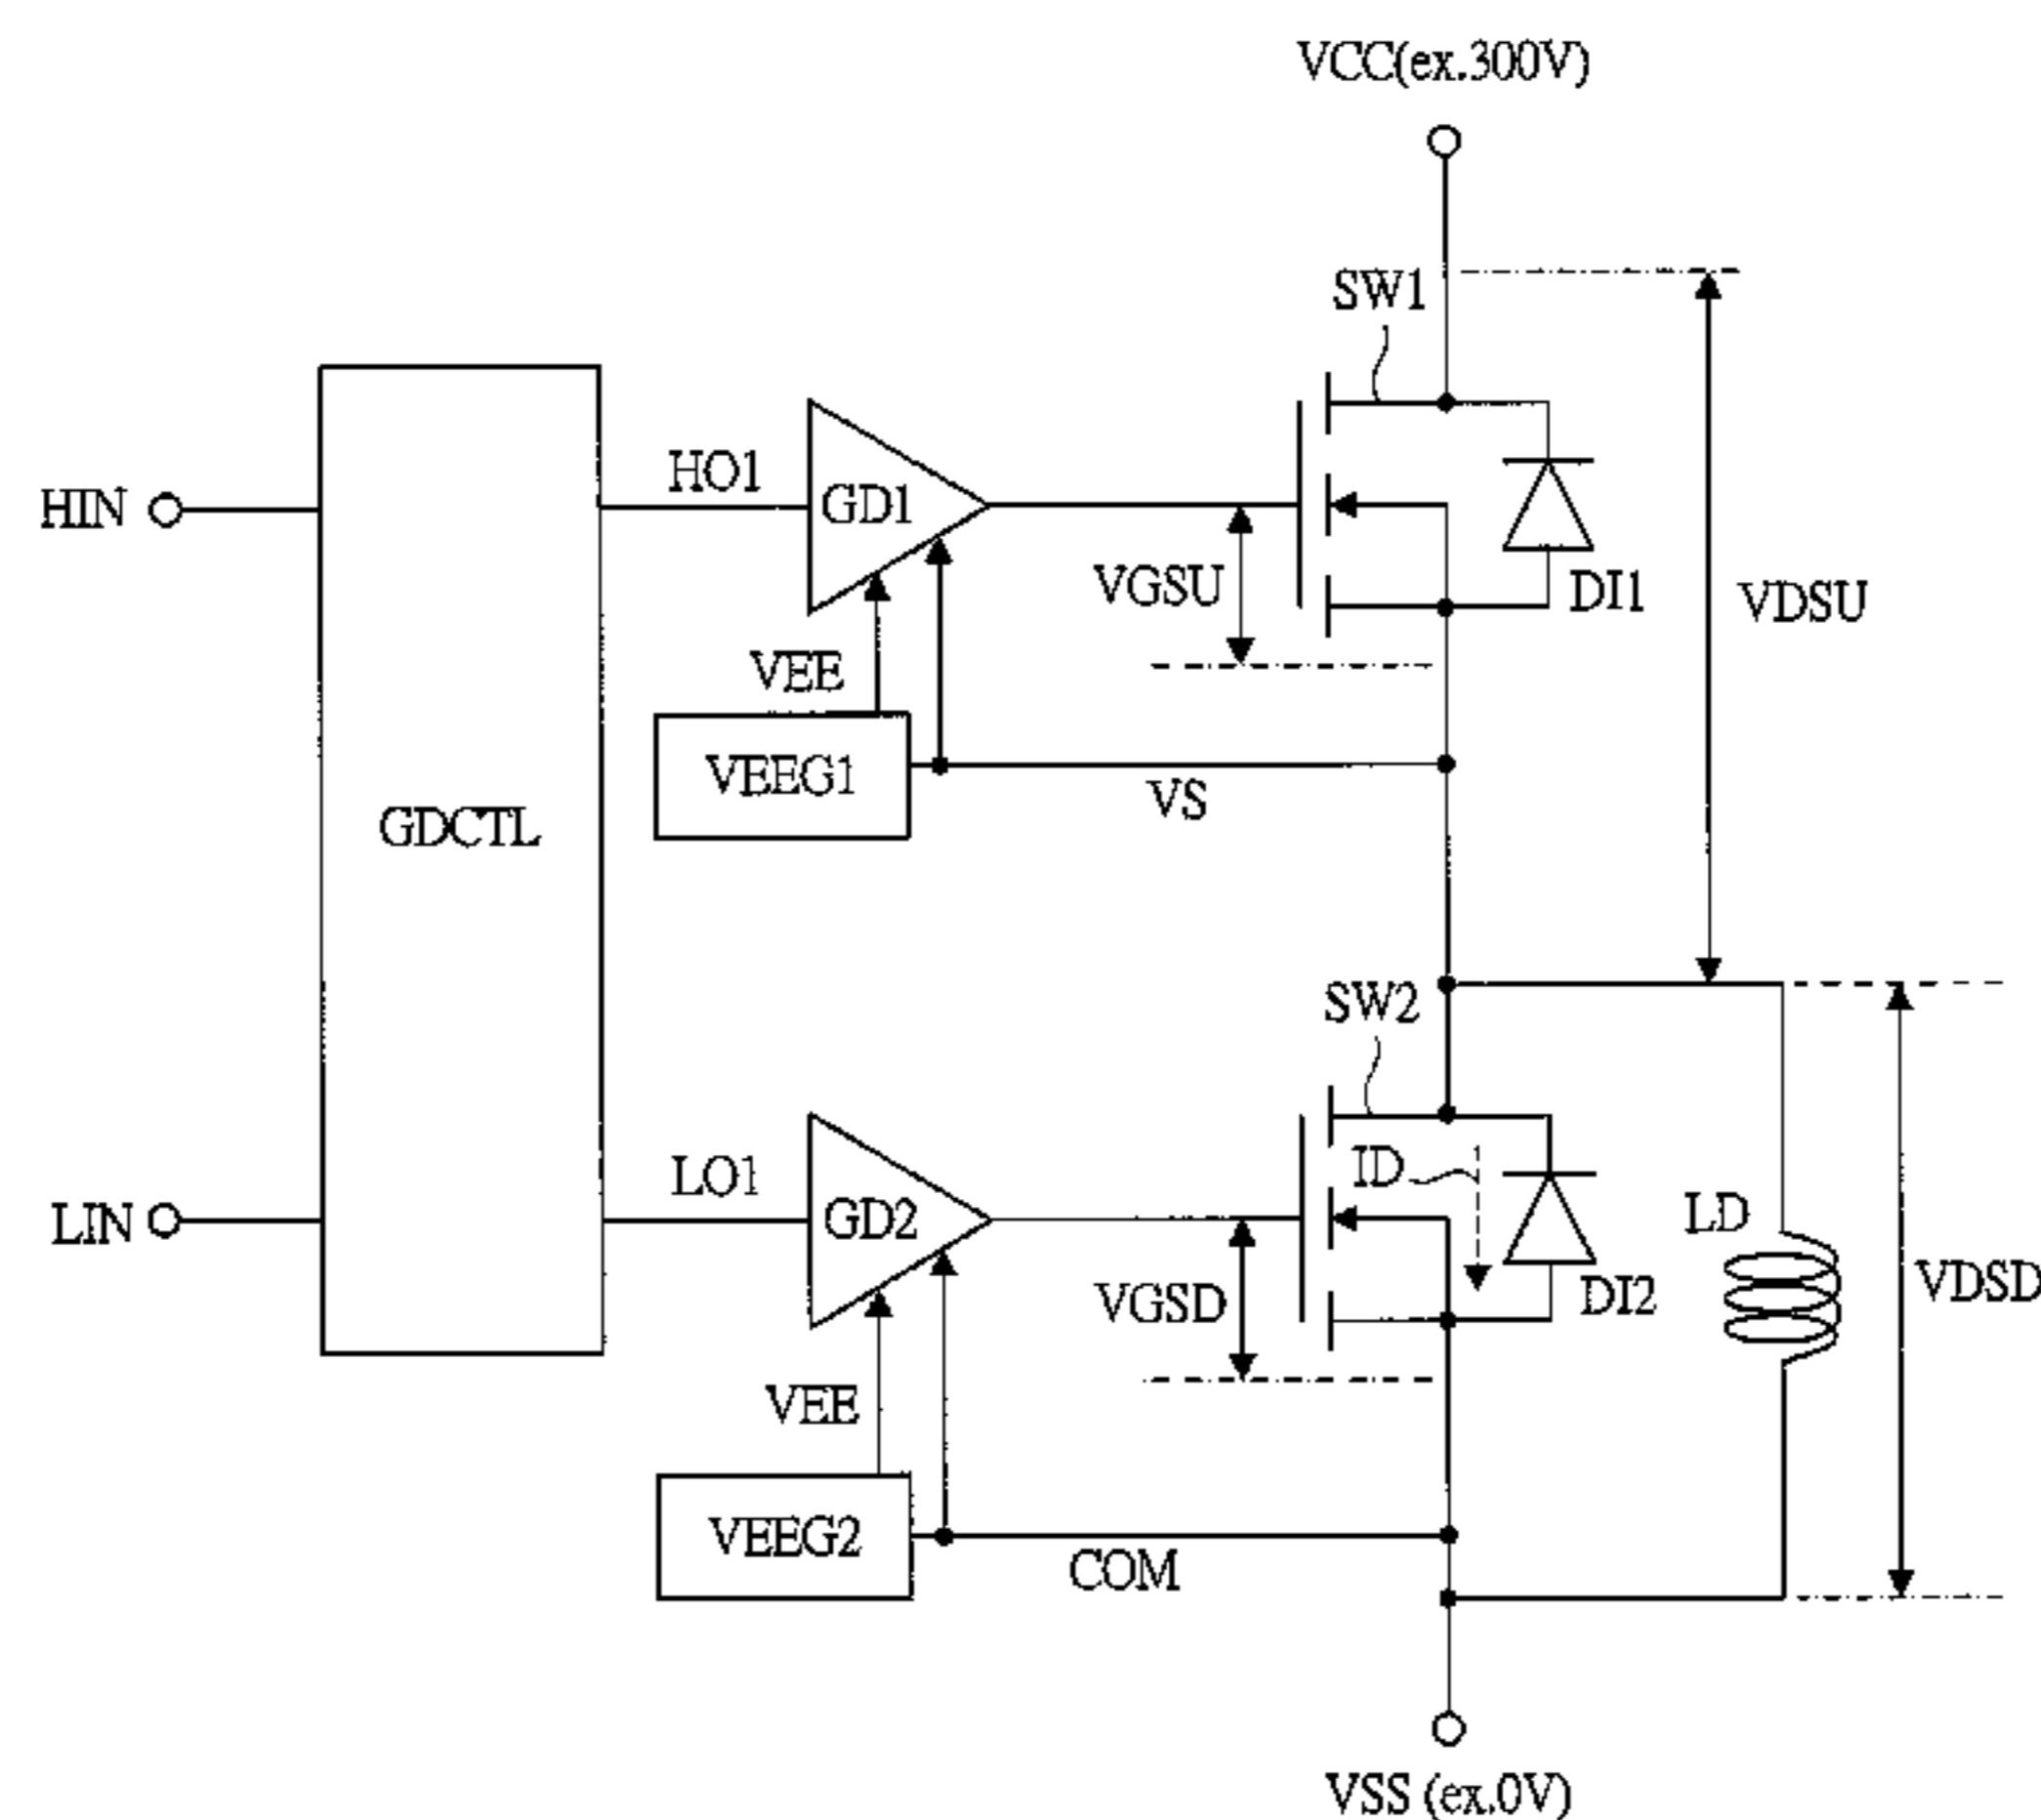 VCC(ex.300V)
SW1
HIN
HO1
GD1
VGSU
DI1
VDSU
VEE
VEEG1
VS
GDCTL
SW2
LIN
LO1
GD2
ID
LD
VGSD
DI2
VDSD
VEE
VEEG2
COM
VSS (ex.0V)